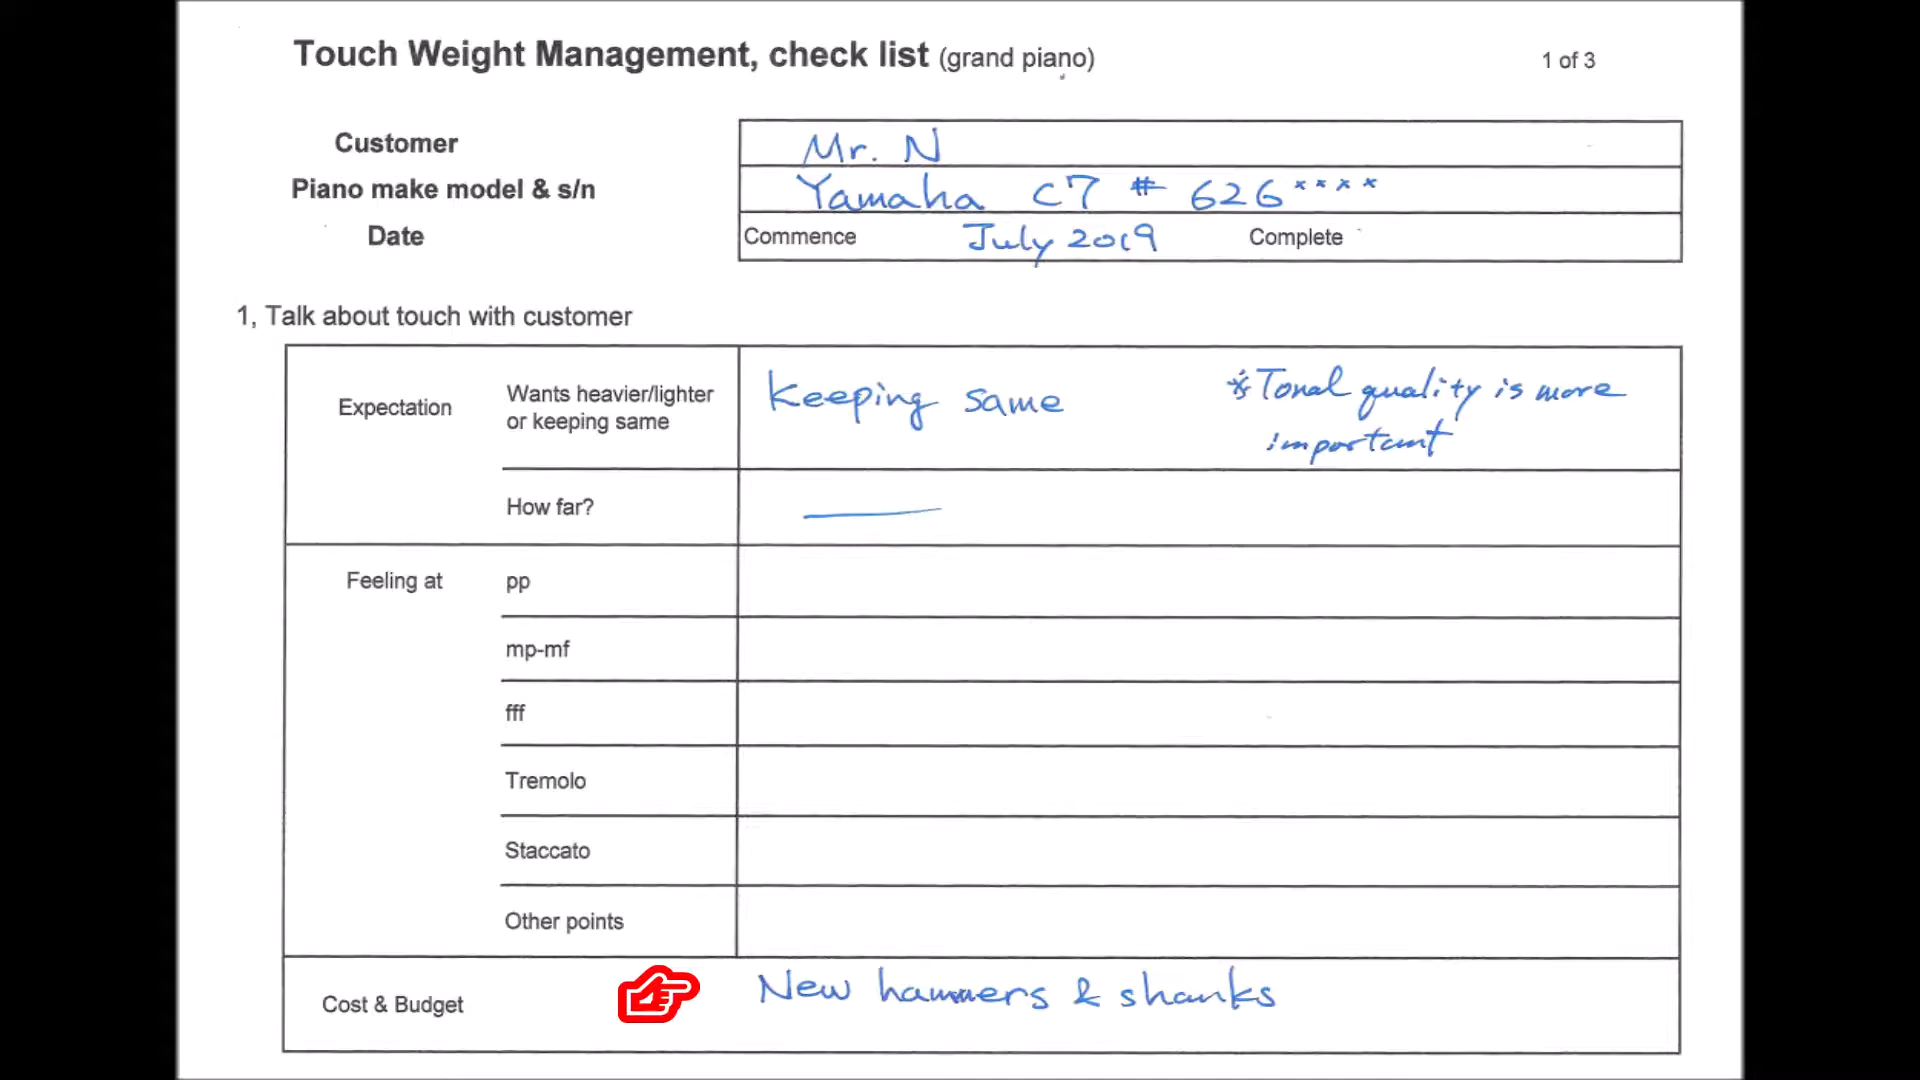 Touch Weight Management, check list (grand piano)
1 of 3
Customer
Mr. N
Piano make model & s/n
Yamaha C7 # 626****
Date
Commence July 2019 Complete
1, Talk about touch with customer
Expectation
Wants heavier/lighter
or keeping same
Keeping same
*Tonal quality is more
important
How far?
Feeling at
pp
mp-mf
fff
Tremolo
Staccato
Other points
Cost & Budget
New hammers & shanks